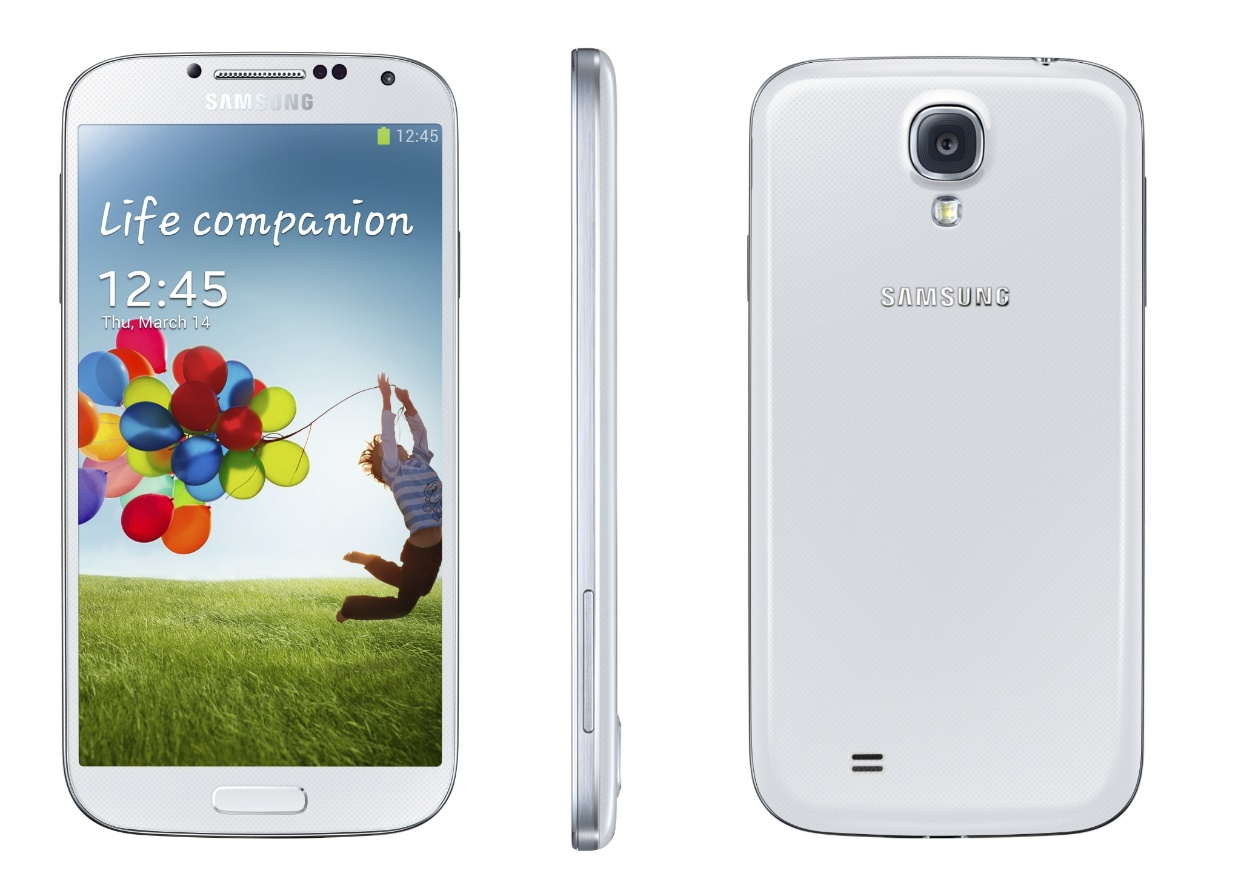 SAMSUNG
12:45
Life companion
12:45
Thu, March 14
SAMSUNG